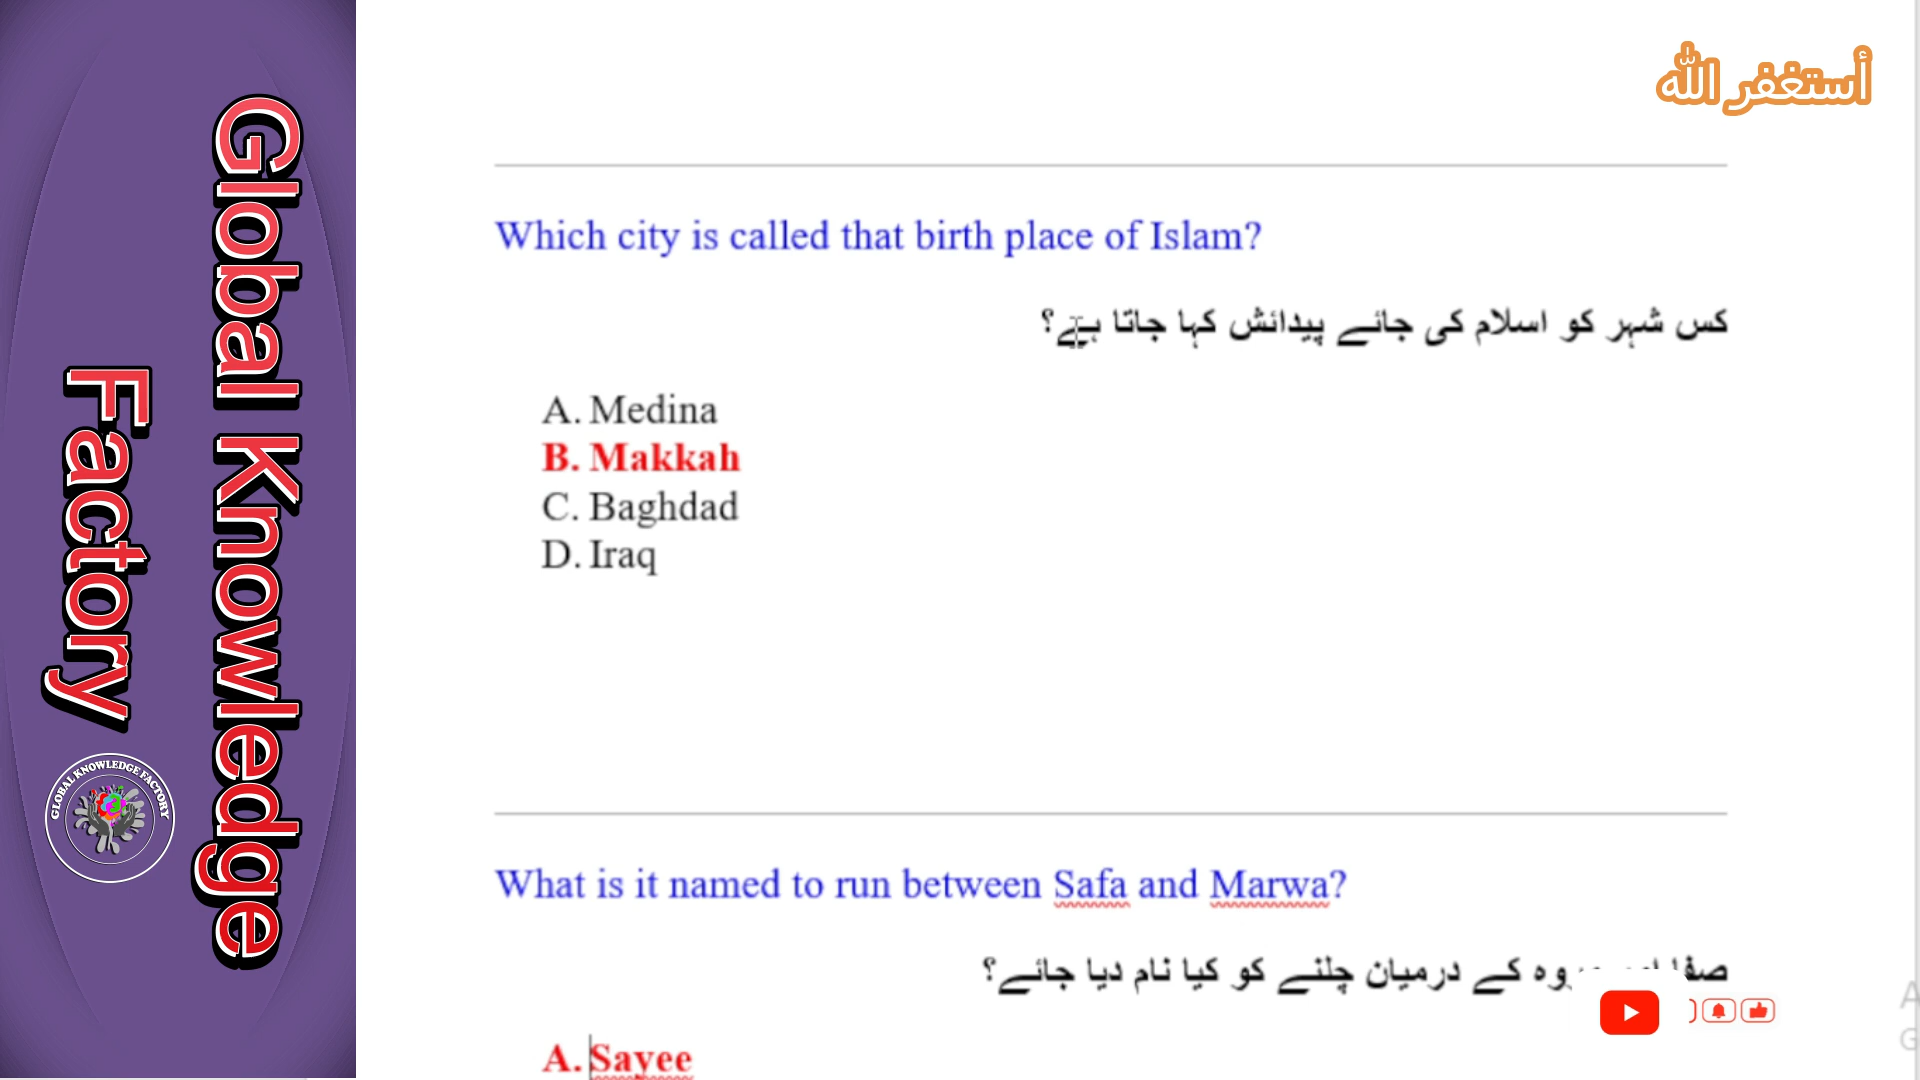 Global Knowledge
Factory
GLOBAL KNOWLEDGE FACTORY
أستغفر الله
Which city is called that birth place of Islam?
کس شہر کو اسلام کی جائے پیدائش کہا جاتا ہے؟
A. Medina
B. Makkah
C. Baghdad
D. Iraq
What is it named to run between Safa and Marwa?
صفا وہ کے درمیان چلنے کو کیا نام دیا جائے؟
A. Sayee